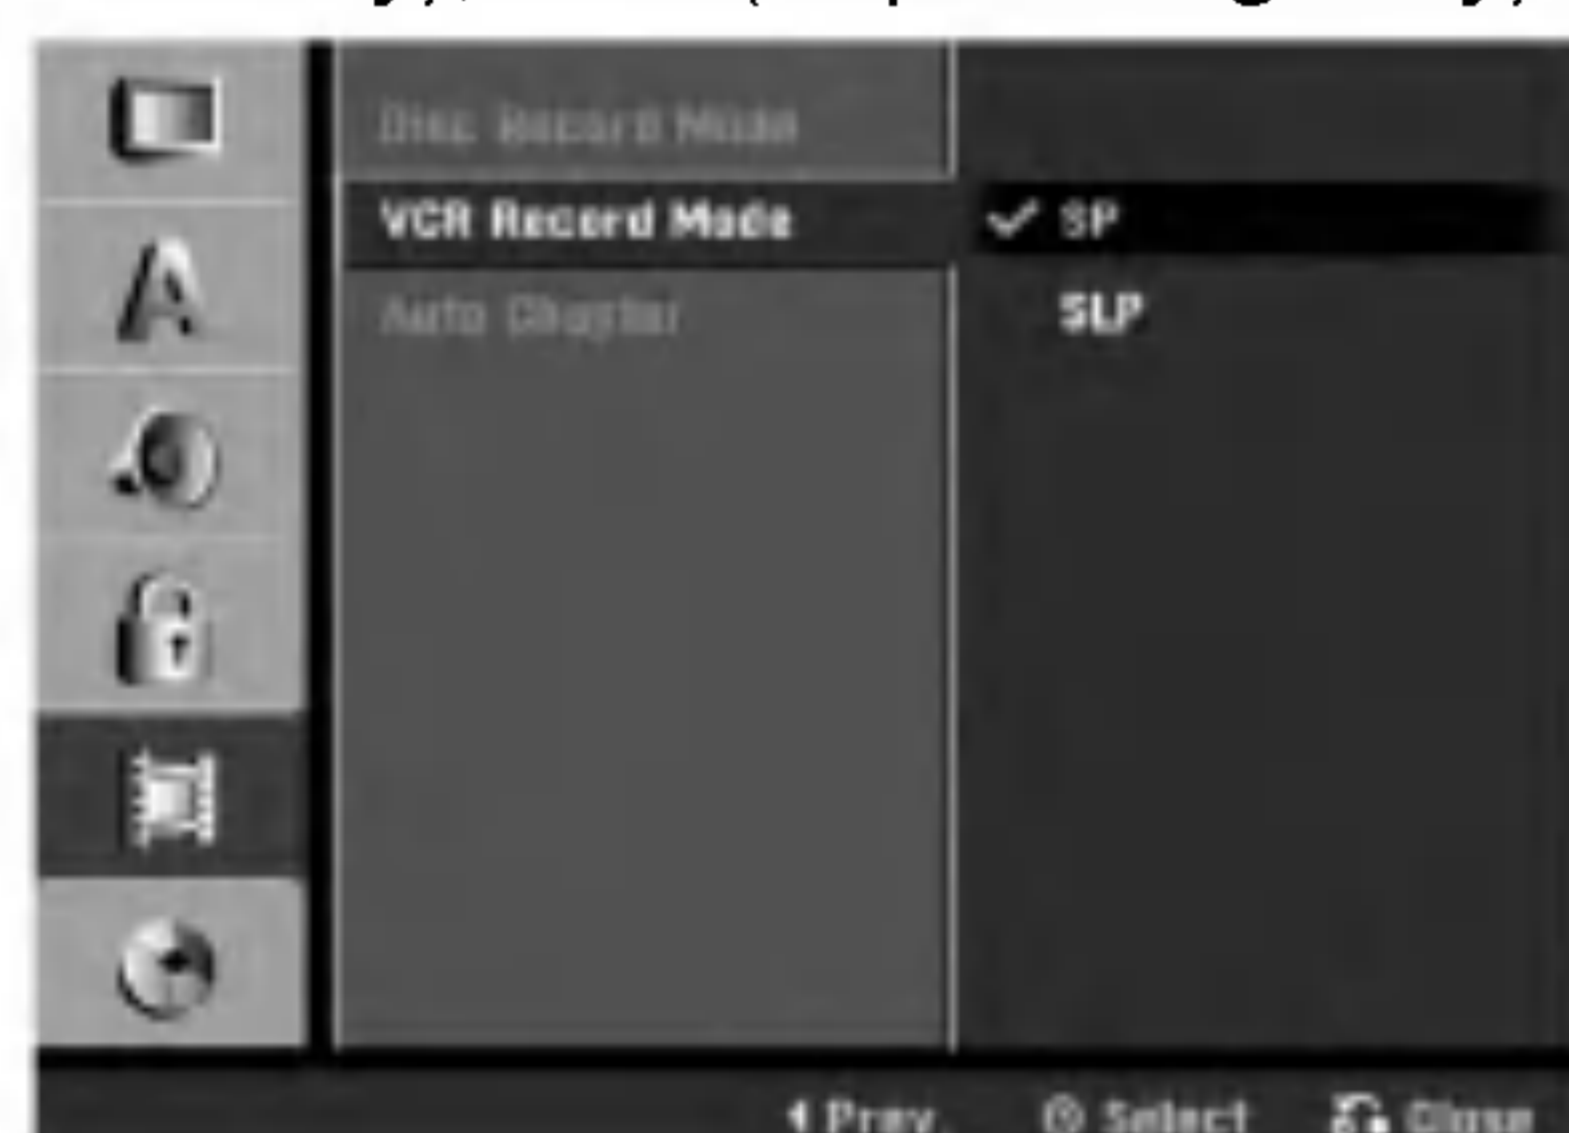 Disc Record Mode
VCR Record Mode
SP
Auto Chapter
SLP
Prev.
Select
Close